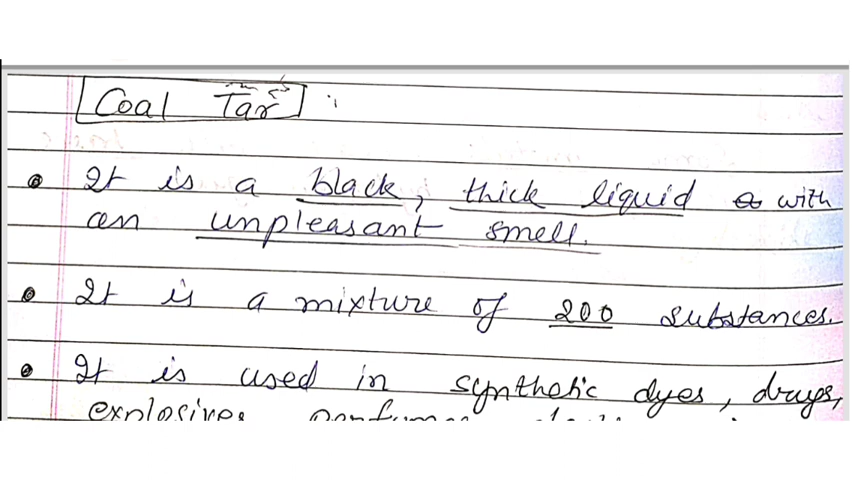 Coal Tar :
• It is a black, thick liquid with
an unpleasant smell.
• It is a mixture of 200 substances.
• It is used in synthetic dyes, drugs,
explosives